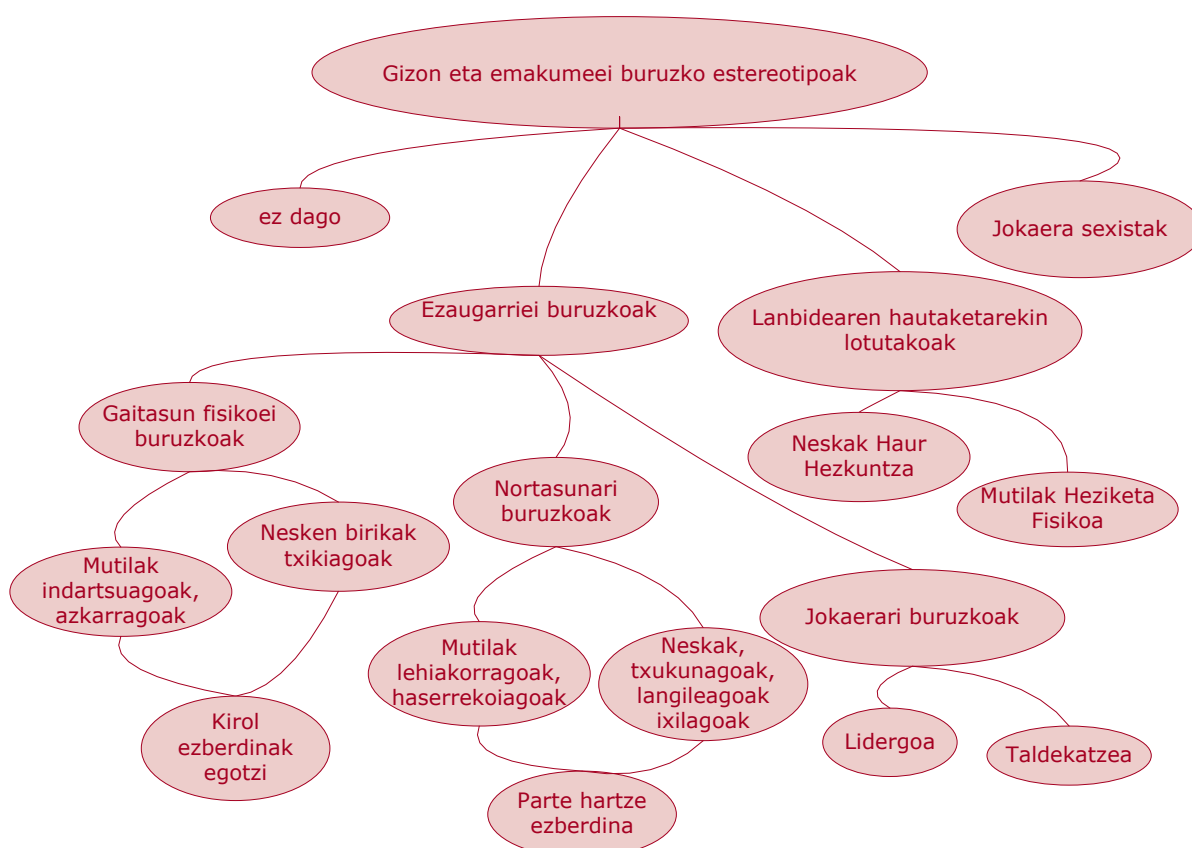 Gizon eta emakumeei buruzko estereotipoak
ez dago
Jokaera sexistak
Ezaugarriei buruzkoak
Lanbidearen hautaketarekin
lotutakoak
Gaitasun fisikoei
buruzkoak
Neskak Haur
Hezkuntza
Nortasunari
buruzkoak
Mutilak Heziketa
Fisikoa
Nesken birikak
txikiagoak
Mutilak
indartsuagoak,
azkarragoak
Jokaerari buruzkoak
Mutilak
lehiakorragoak,
haserrekoiagoak
Neskak,
txukunagoak,
langileagoak
ixilagoak
Kirol
ezberdinak
egotzi
Lidergoa
Taldekatzea
Parte hartze
ezberdina